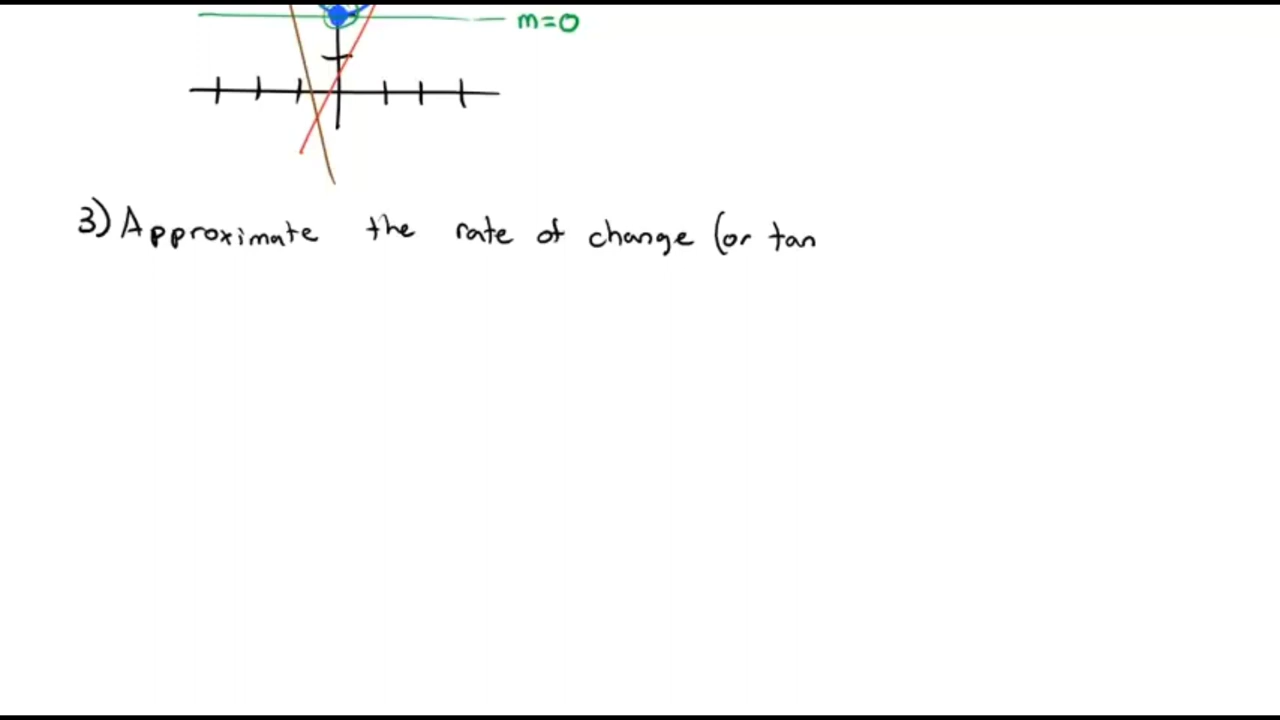 m=0
3) Approximate the rate of change (or tan